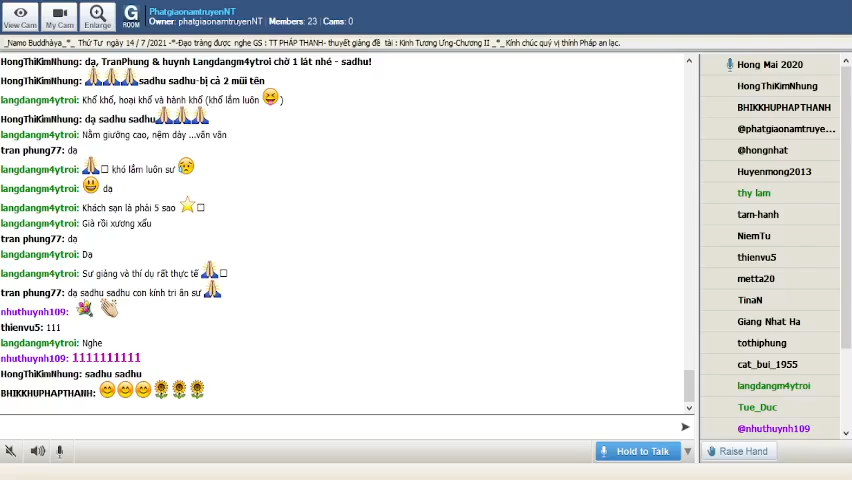 View Cam
My Cam
Enlarge
G
ROOM
PhatgiaonamtruyenNT
Owner: phatgiaonamtruyenNT | Members: 23 | Cams: 0
_Namo Buddhàya_*_ Thứ Tư ngày 14 / 7 /2021 -*-Đạo tràng được nghe GS : TT PHÁP THANH- thuyết giảng đề tài : Kinh Tương Ưng-Chương II _*_ Kính chúc quý vị thính Pháp an lạc.
HongThiKimNhung: dạ, TranPhung & huynh Langdangm4ytroi chờ 1 lát nhé - sadhu!
HongThiKimNhung: sadhu sadhu-bị cả 2 mũi tên
langdangm4ytroi: Khổ khổ, hoại khổ và hành khổ (khổ lắm luôn )
HongThiKimNhung: dạ sadhu sadhu
langdangm4ytroi: Nằm giường cao, nệm dày ...vân vân
tran phung77: dạ
langdangm4ytroi: khó lắm luôn sư
langdangm4ytroi: dạ
langdangm4ytroi: Khách sạn là phải 5 sao
langdangm4ytroi: Già rồi xương xẩu
tran phung77: dạ
langdangm4ytroi: Dạ
langdangm4ytroi: Sư giảng và thí dụ rất thực tế
tran phung77: dạ sadhu sadhu con kính tri ân sư
nhuthuynh109:
thienvu5: 111
langdangm4ytroi: Nghe
nhuthuynh109: 1111111111
HongThiKimNhung: sadhu sadhu
BHIKKHUPHAPTHANH:
Hold to Talk
Hong Mai 2020
HongThiKimNhung
BHIKKHUPHAPTHANH
@phatgiaonamtruye...
@hongnhat
Huyenmong2013
thy lam
tam-hanh
NiemTu
thienvu5
metta20
TinaN
Giang Nhat Ha
tothiphung
cat_bui_1955
langdangm4ytroi
Tue_Duc
@nhuthuynh109
Raise Hand